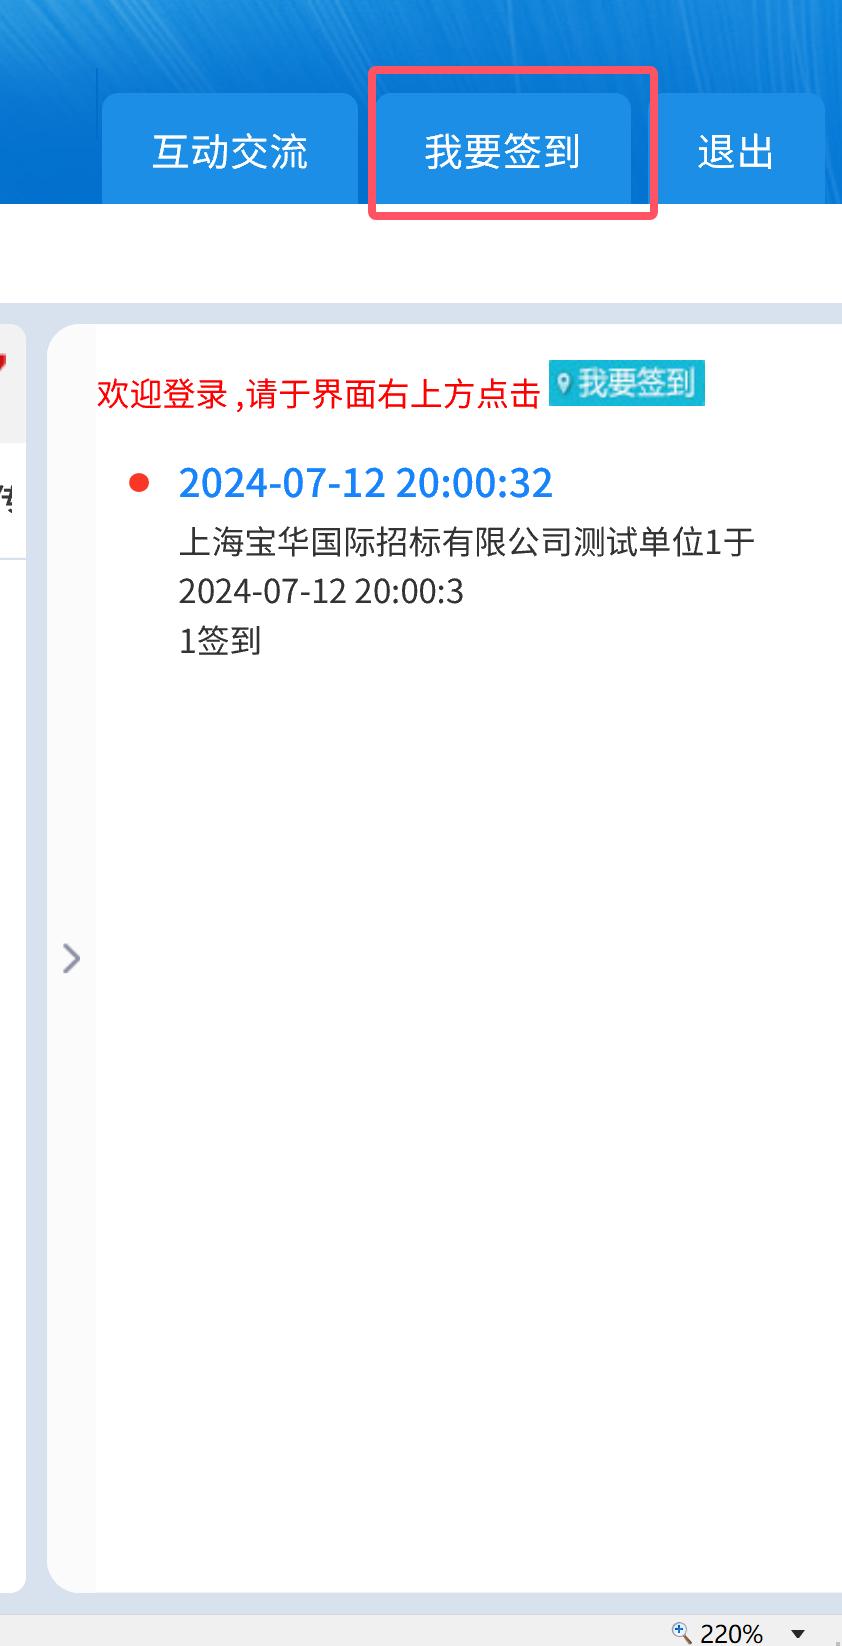 互动交流
我要签到
退出
欢迎登录 ,请于界面右上方点击 我要签到
2024-07-12 20:00:32
上海宝华国际招标有限公司测试单位1于
2024-07-12 20:00:3
1签到
220%